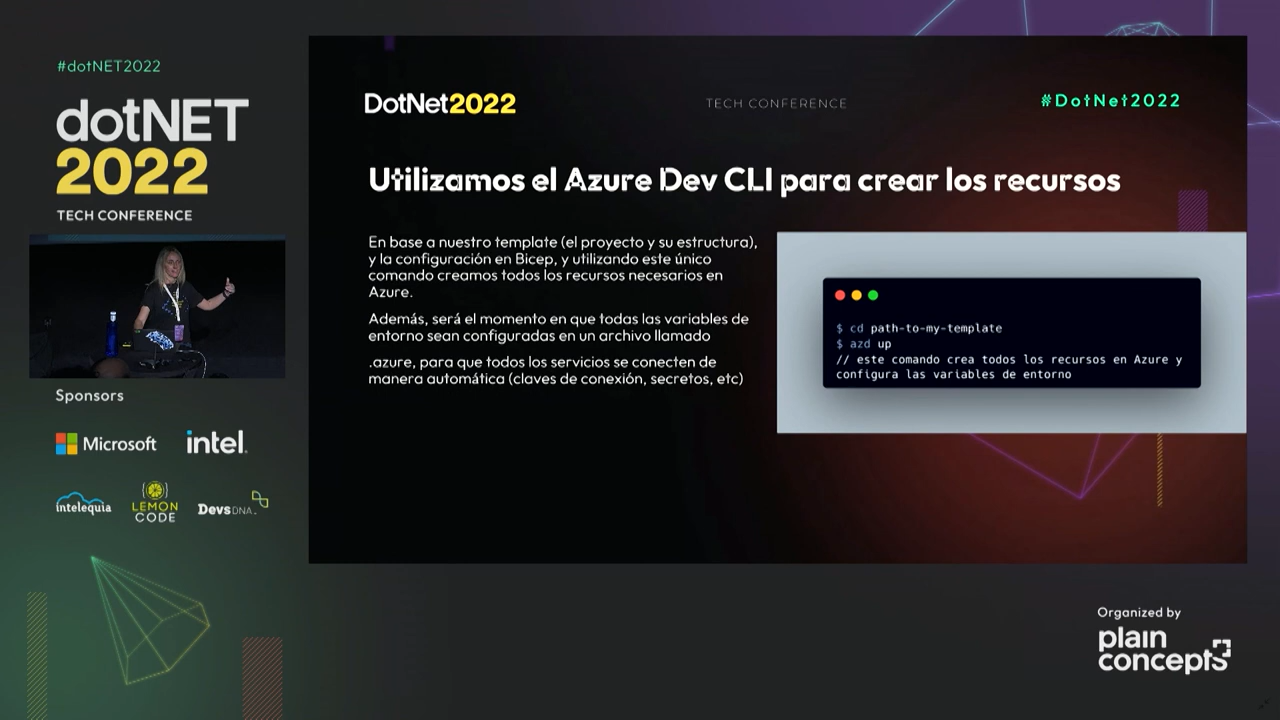 #dotNET2022
dotNET
2022
TECH CONFERENCE
Sponsors
Microsoft
intel.
intelequia
LEMON
CODE
DevsDNA.
DotNet2022
TECH CONFERENCE
#DotNet2022
Utilizamos el Azure Dev CLI para crear los recursos
En base a nuestro template (el proyecto y su estructura),
y la configuración en Bicep, y utilizando este único
comando creamos todos los recursos necesarios en
Azure.
Además, será el momento en que todas las variables de
entorno sean configuradas en un archivo llamado
.azure, para que todos los servicios se conecten de
manera automática (claves de conexión, secretos, etc)
$ cd path-to-my-template
$ azd up
// este comando crea todos los recursos en Azure y
configura las variables de entorno
Organized by
plain
concepts